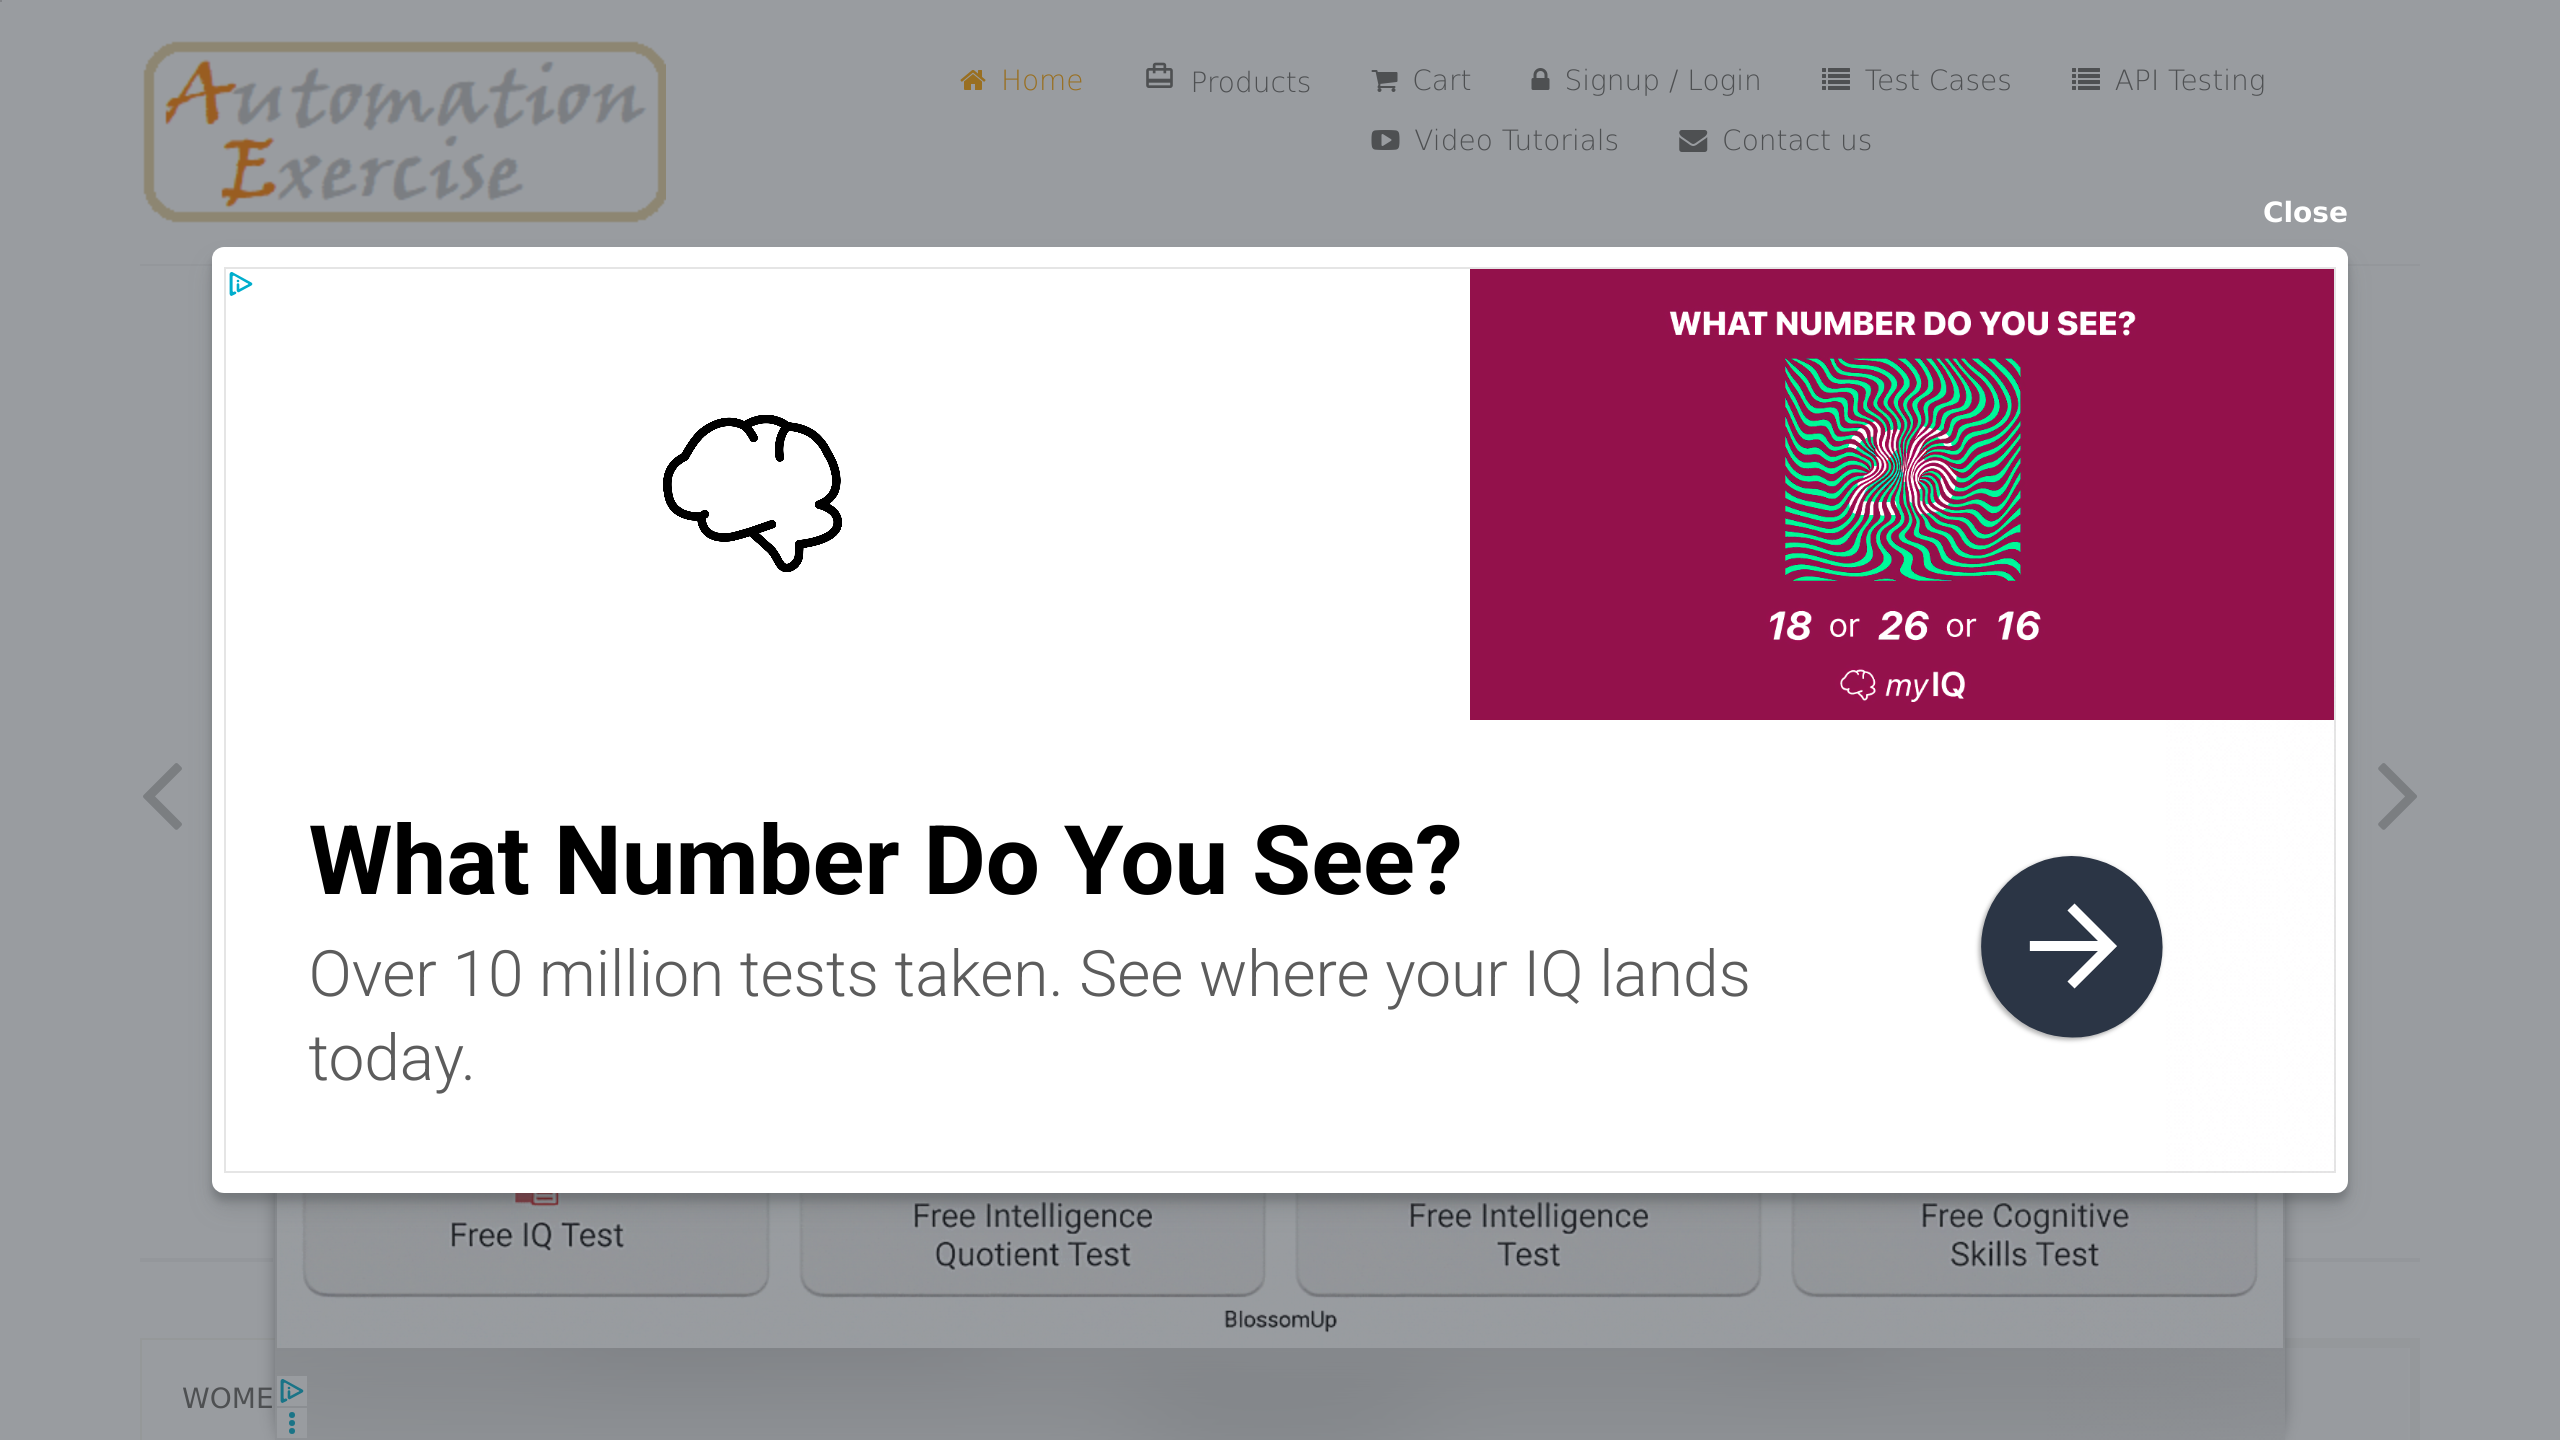 Automation
Exercise
Home
Products
Cart
Signup / Login
Test Cases
API Testing
Video Tutorials
Contact us
Close
WHAT NUMBER DO YOU SEE?
26
18 or 26 or 16
myIQ
What Number Do You See?
Over 10 million tests taken. See where your IQ lands
today.
Free IQ Test
Free Intelligence
Quotient Test
Free Intelligence
Test
Free Cognitive
Skills Test
BlossomUp
WOME